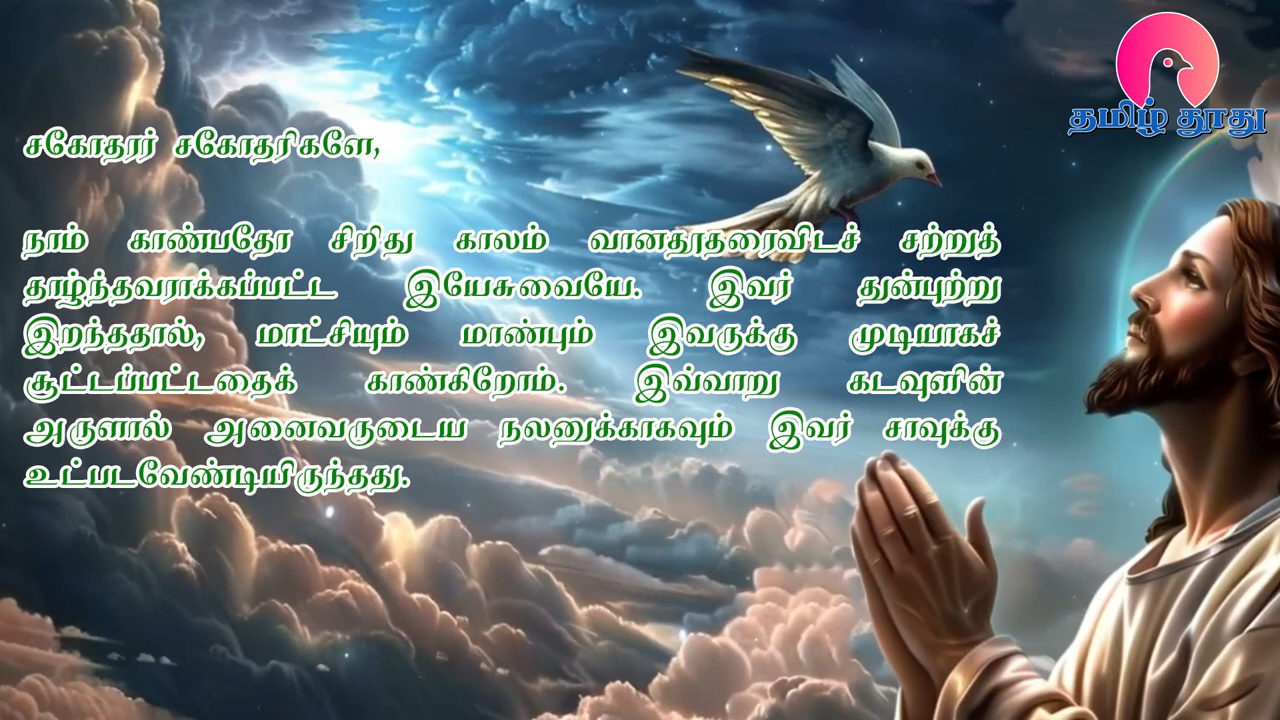 தமிழ் தூது
சகோதரர் சகோதரிகளே,
நாம் காண்பதோ சிறிது காலம் வானதூதரைவிடச் சற்றுத்
தாழ்ந்தவராக்கப்பட்ட இயேசுவையே. இவர் துன்புற்று
இறந்ததால், மாட்சியும் மாண்பும் இவருக்கு முடியாகச்
சூட்டப்பட்டதைக் காண்கிறோம். இவ்வாறு கடவுளின்
அருளால் அனைவருடைய நலனுக்காகவும் இவர் சாவுக்கு
உட்படவேண்டியிருந்தது.